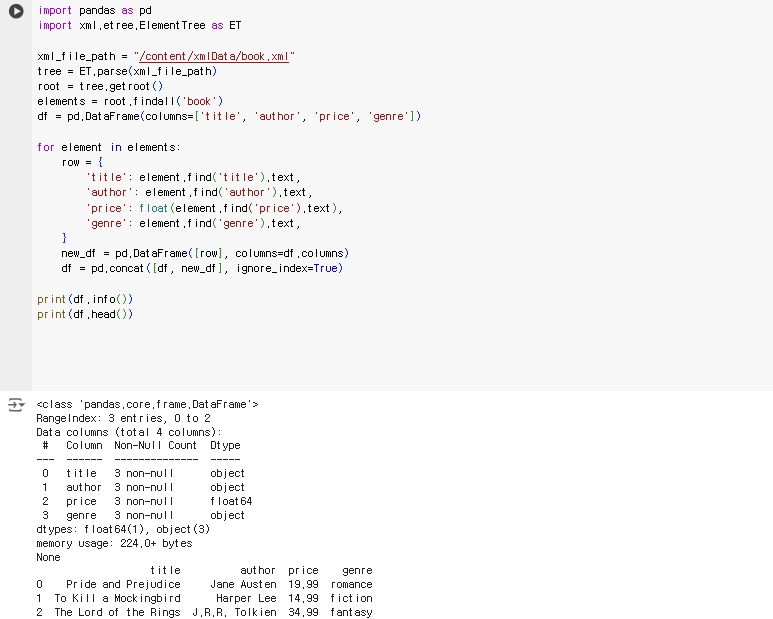 import pandas as pd
import xml.etree.ElementTree as ET
xml_file_path = "/content/xmlData/book.xml"
tree = ET.parse(xml_file_path)
root = tree.getroot()
elements = root.findall('book')
df = pd.DataFrame(columns=['title', 'author', 'price', 'genre'])
for element in elements:
    row = {
        'title': element.find('title').text,
        'author': element.find('author').text,
        'price': float(element.find('price').text),
        'genre': element.find('genre').text,
    }
    new_df = pd.DataFrame([row], columns=df.columns)
    df = pd.concat([df, new_df], ignore_index=True)
print(df.info())
print(df.head())
<class 'pandas.core.frame.DataFrame'>
RangeIndex: 3 entries, 0 to 2
Data columns (total 4 columns):
 #   Column  Non-Null Count  Dtype
---  ------  --------------  -----
 0   title   3 non-null      object
 1   author  3 non-null      object
 2   price   3 non-null      float64
 3   genre   3 non-null      object
dtypes: float64(1), object(3)
memory usage: 224.0+ bytes
None
                   title          author  price    genre
0    Pride and Prejudice     Jane Austen  19.99  romance
1  To Kill a Mockingbird      Harper Lee  14.99  fiction
2  The Lord of the Rings  J.R.R. Tolkien  34.99  fantasy